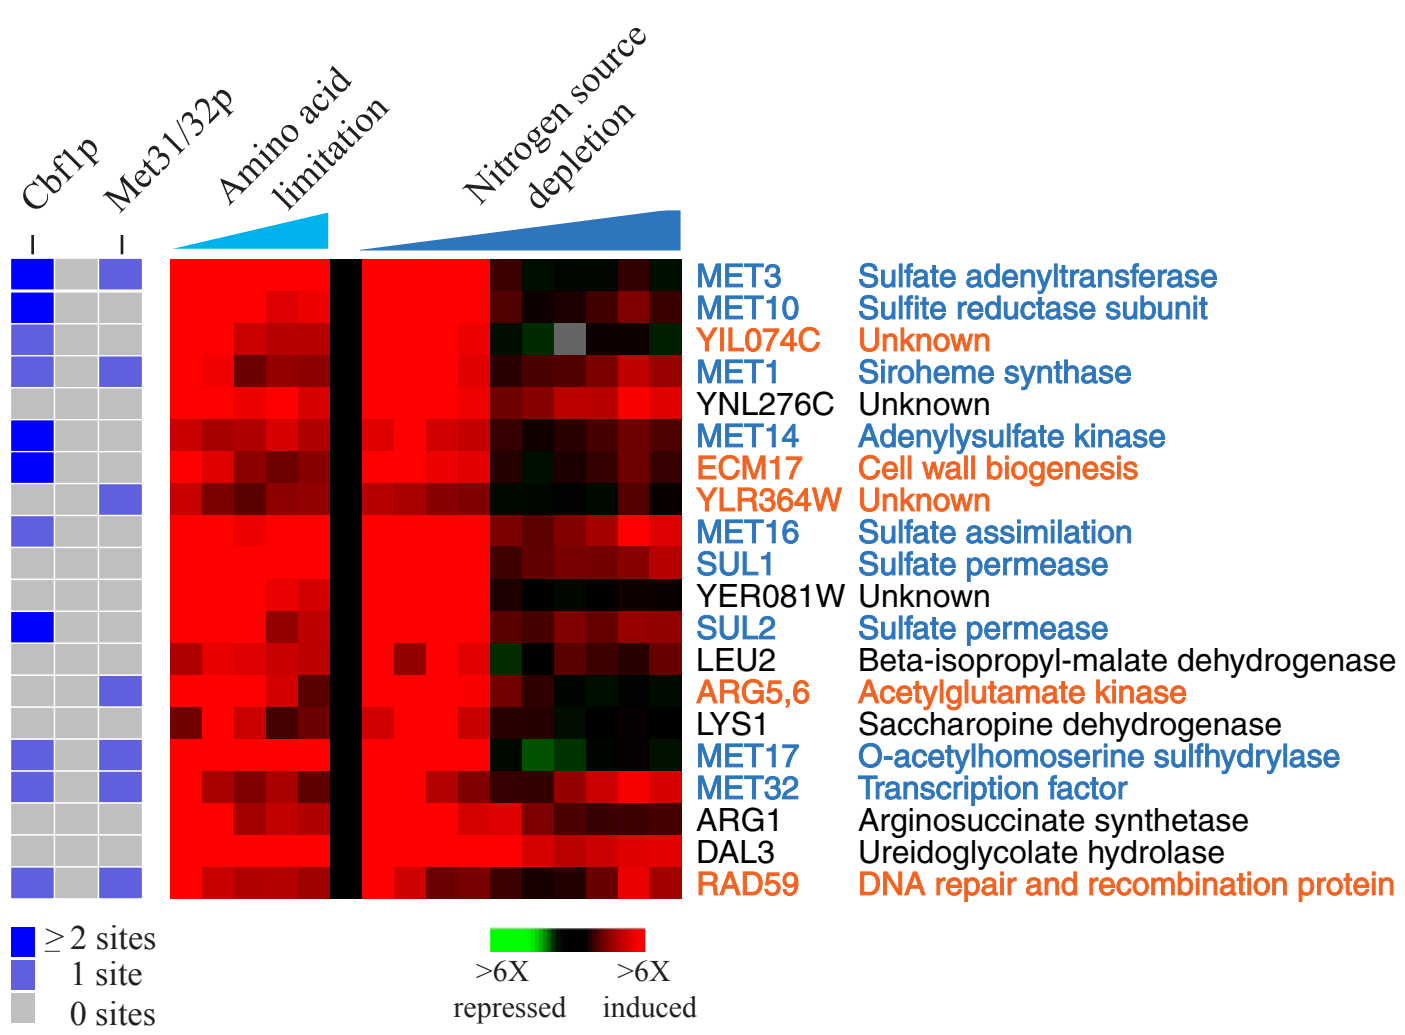 Cbf1p
Met31/32p
Amino acid
limitation
Nitrogen source
depletion
MET3 Sulfate adenyltransferase
MET10 Sulfite reductase subunit
YIL074C Unknown
MET1 Siroheme synthase
YNL276C Unknown
MET14 Adenylysulfate kinase
ECM17 Cell wall biogenesis
YLR364W Unknown
MET16 Sulfate assimilation
SUL1 Sulfate permease
YER081W Unknown
SUL2 Sulfate permease
LEU2 Beta-isopropyl-malate dehydrogenase
ARG5,6 Acetylglutamate kinase
LYS1 Saccharopine dehydrogenase
MET17 O-acetylhomoserine sulfhydrylase
MET32 Transcription factor
ARG1 Arginosuccinate synthetase
DAL3 Ureidoglycolate hydrolase
RAD59 DNA repair and recombination protein
≥ 2 sites
1 site
0 sites
>6X >6X
repressed induced